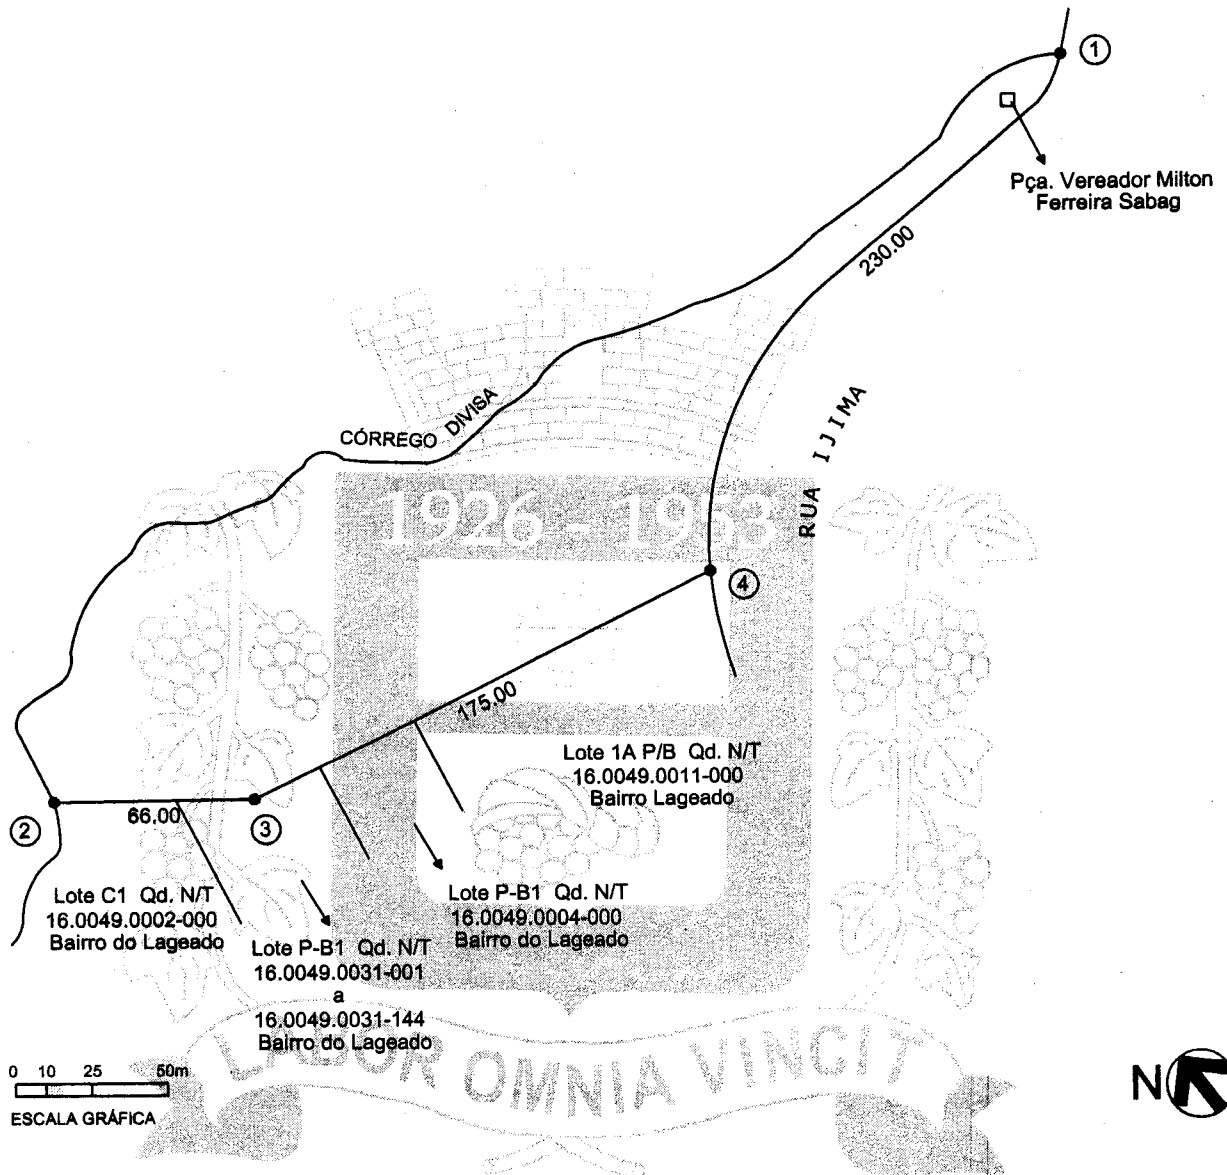 1
Pça. Vereador Milton
Ferreira Sabag
230.00
CÓRREGO DIVISA
RUA IJIMA
1926 - 1953
4
175.00
Lote 1A P/B Qd. N/T
16.0049.0011-000
Bairro Lageado
2
66.00
3
Lote C1 Qd. N/T
16.0049.0002-000
Bairro do Lageado
Lote P-B1 Qd. N/T
16.0049.0031-001
a
16.0049.0031-144
Bairro do Lageado
Lote P-B1 Qd. N/T
16.0049.0004-000
Bairro do Lageado
LABOR OMNIA VINCIT
0 10 25 50m
ESCALA GRÁFICA
N